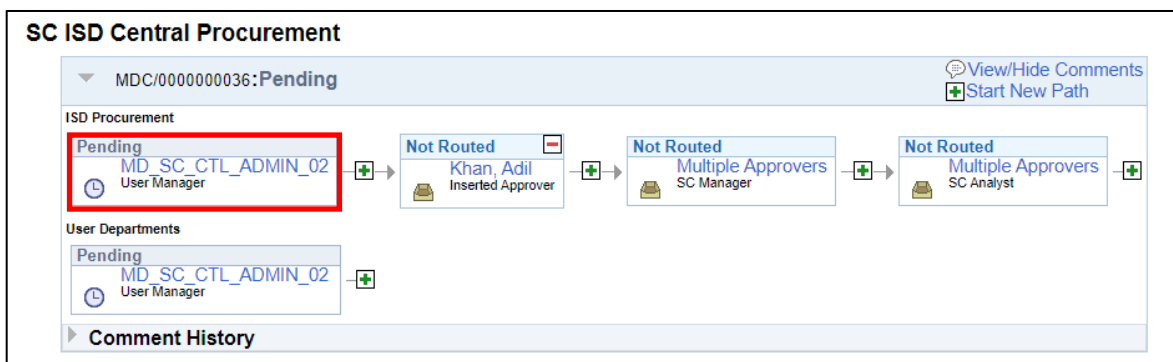 SC ISD Central Procurement
MDC/0000000036:Pending
View/Hide Comments
Start New Path
ISD Procurement
Pending
MD_SC_CTL_ADMIN_02
User Manager
Not Routed
Khan, Adil
Inserted Approver
Not Routed
Multiple Approvers
SC Manager
Not Routed
Multiple Approvers
SC Analyst
User Departments
Pending
MD_SC_CTL_ADMIN_02
User Manager
Comment History